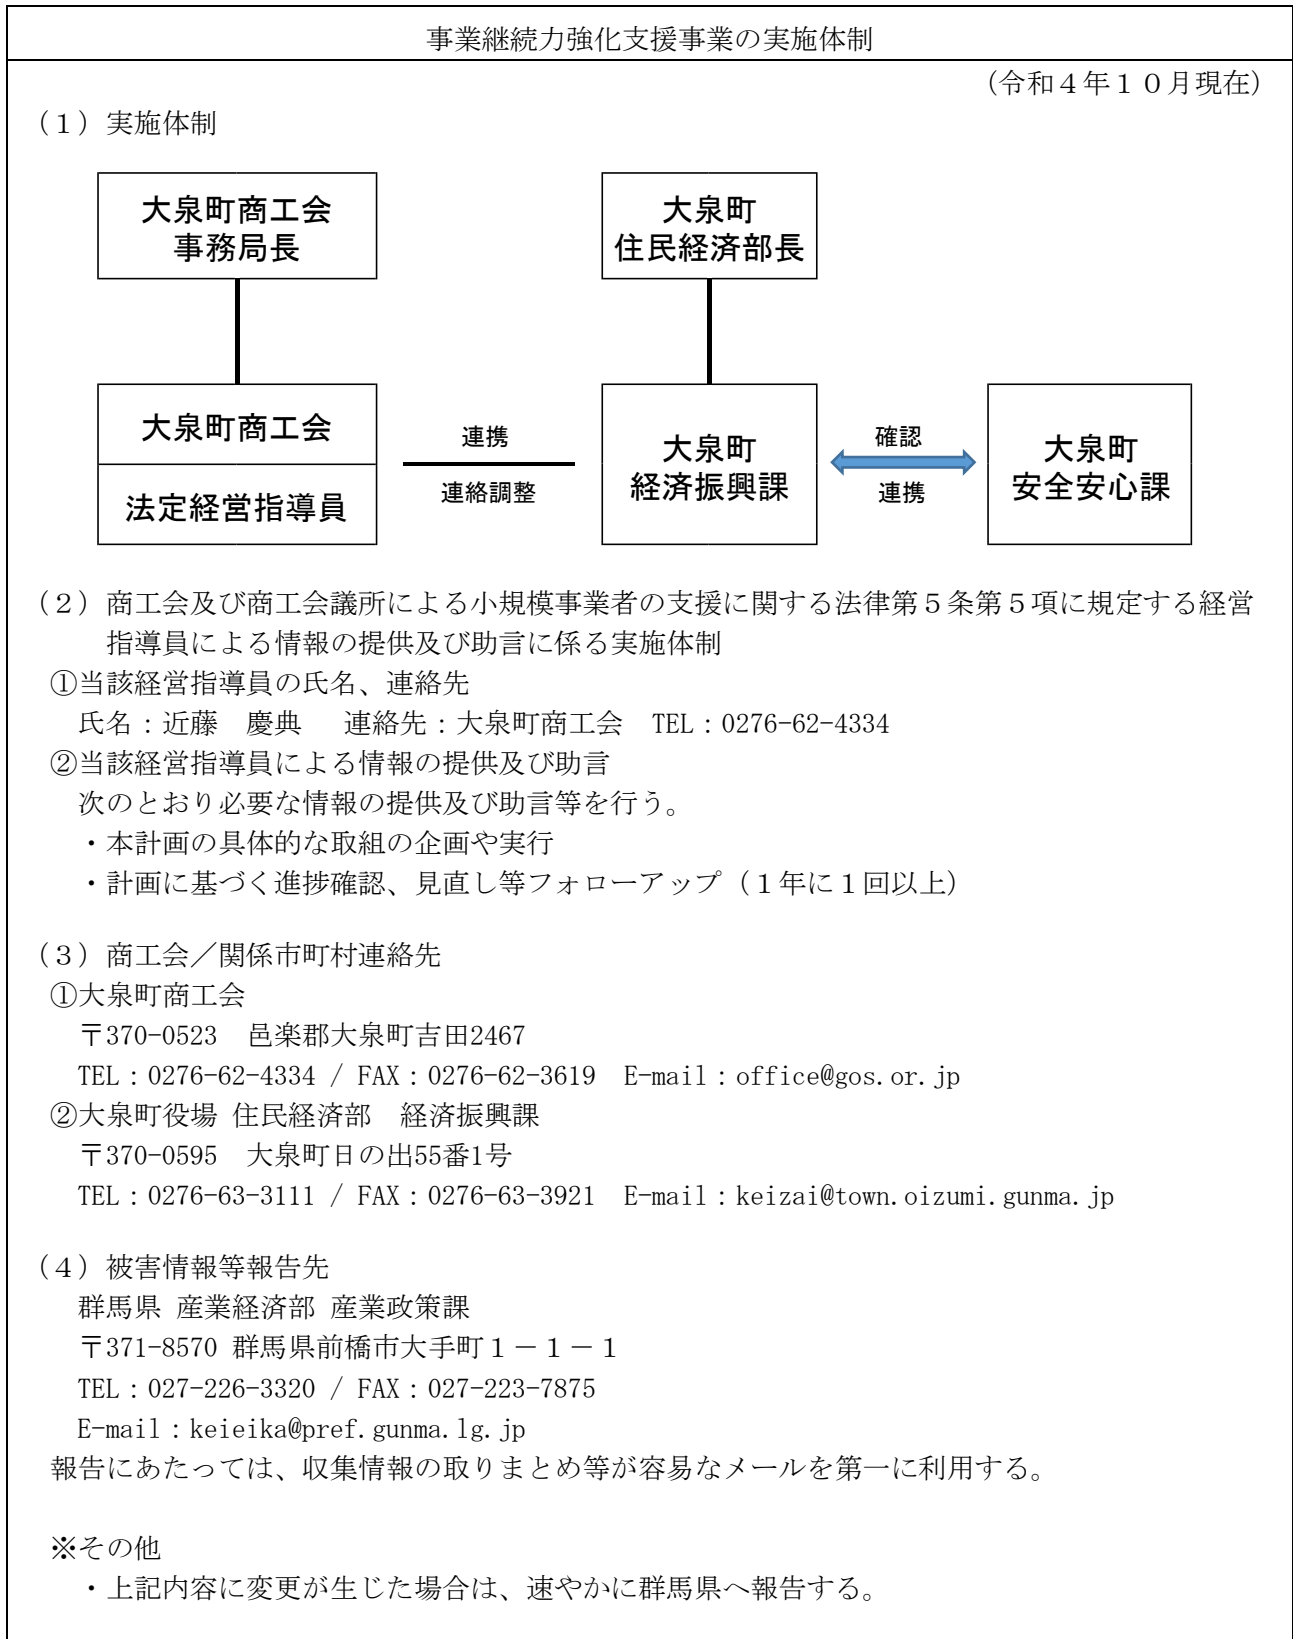 事業継続力強化支援事業の実施体制
（令和４年１０月現在）
（１）実施体制
大泉町商工会
事務局長
大泉町
住民経済部長
大泉町商工会
法定経営指導員
連携
連絡調整
大泉町
経済振興課
確認
連携
大泉町
安全安心課
（２）商工会及び商工会議所による小規模事業者の支援に関する法律第５条第５項に規定する経営
指導員による情報の提供及び助言に係る実施体制
①当該経営指導員の氏名、連絡先
氏名：近藤　慶典　 連絡先：大泉町商工会　TEL：0276-62-4334
②当該経営指導員による情報の提供及び助言
次のとおり必要な情報の提供及び助言等を行う。
・本計画の具体的な取組の企画や実行
・計画に基づく進捗確認、見直し等フォローアップ（１年に１回以上）
（３）商工会／関係市町村連絡先
①大泉町商工会
〒370-0523　邑楽郡大泉町吉田2467
TEL：0276-62-4334 / FAX：0276-62-3619　E-mail：office@gos.or.jp
②大泉町役場 住民経済部　経済振興課
〒370-0595　大泉町日の出55番1号
TEL：0276-63-3111 / FAX：0276-63-3921　E-mail：keizai@town.oizumi.gunma.jp
（４）被害情報等報告先
群馬県 産業経済部 産業政策課
〒371-8570 群馬県前橋市大手町１－１－１
TEL：027-226-3320 / FAX：027-223-7875
E-mail：keieika@pref.gunma.lg.jp
報告にあたっては、収集情報の取りまとめ等が容易なメールを第一に利用する。
※その他
・上記内容に変更が生じた場合は、速やかに群馬県へ報告する。